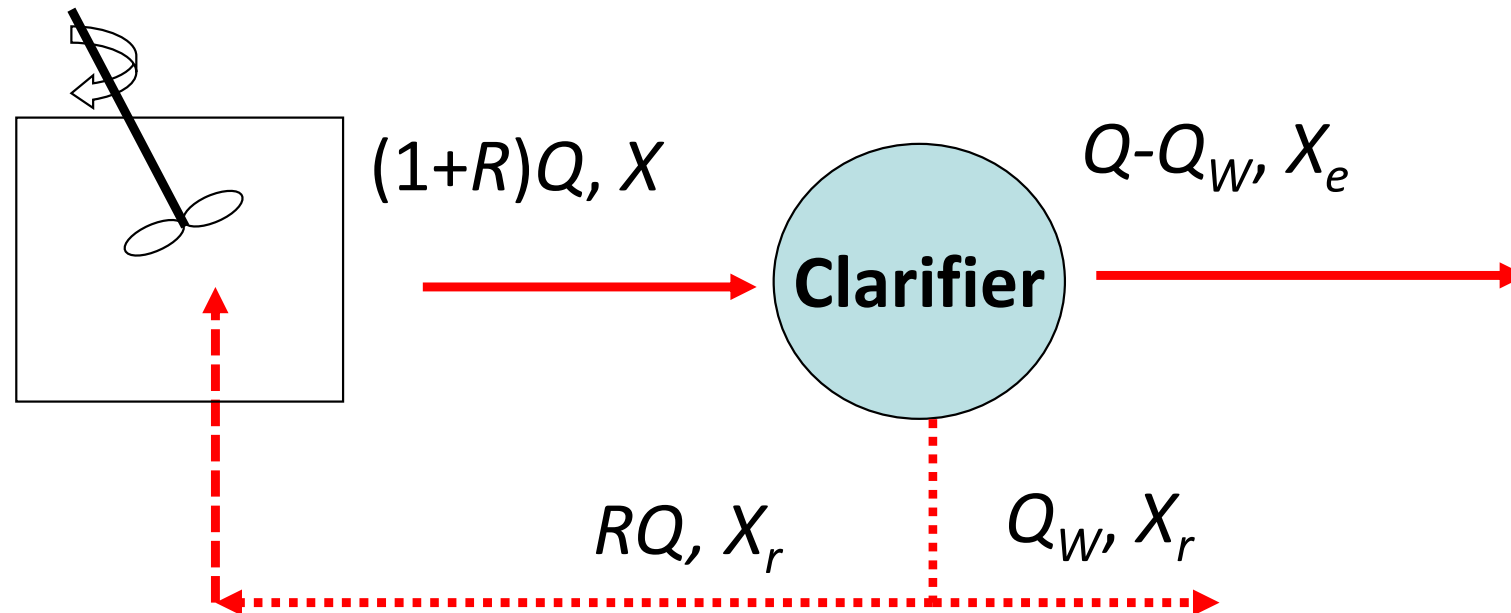 (1+R)Q, X
Q-Q_W, X_e
Clarifier
RQ, X_r
Q_W, X_r